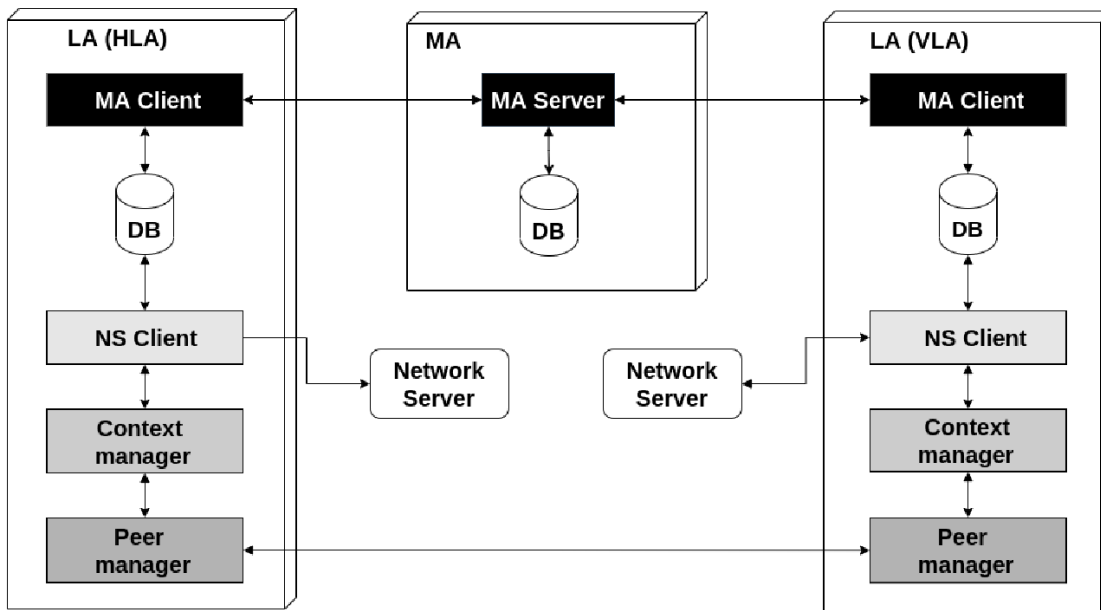 LA (HLA)
MA
LA (VLA)
MA Client
MA Server
MA Client
DB
DB
DB
NS Client
NS Client
Network
Server
Network
Server
Context
manager
Context
manager
Peer
manager
Peer
manager